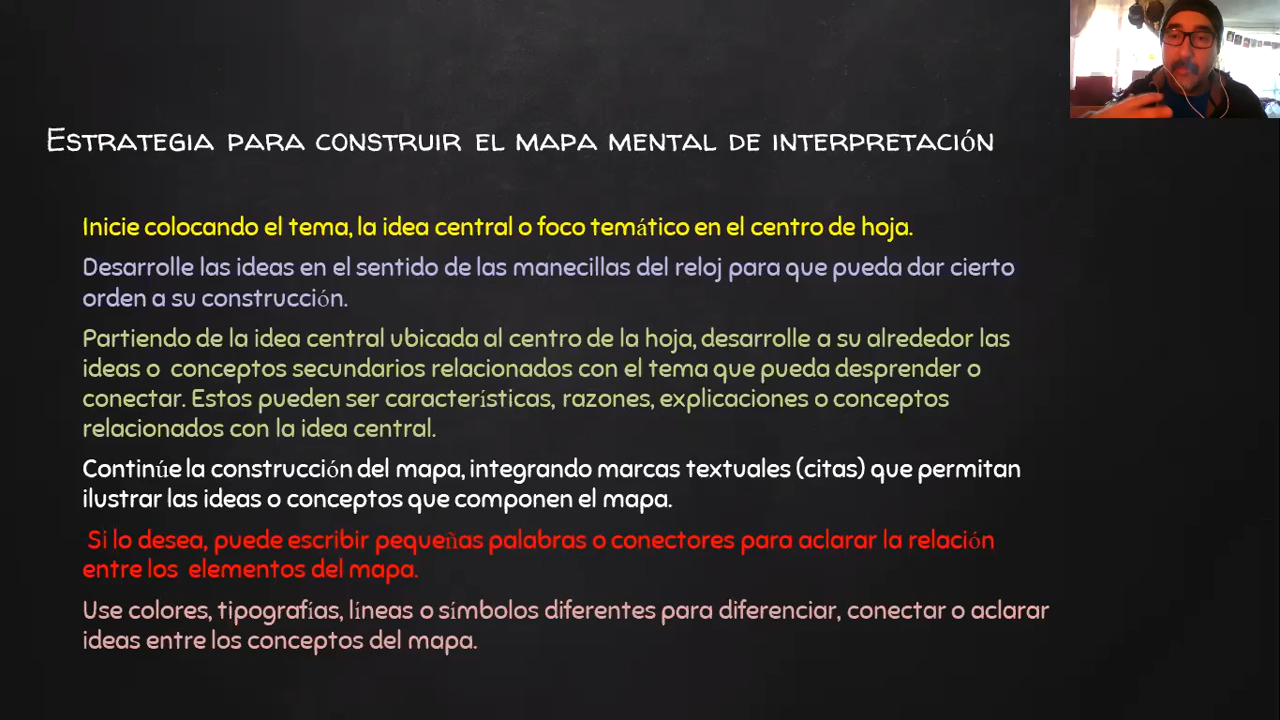 Estrategia para construir el mapa mental de interpretación
Inicie colocando el tema, la idea central o foco temático en el centro de hoja.
Desarrolle las ideas en el sentido de las manecillas del reloj para que pueda dar cierto
orden a su construcción.
Partiendo de la idea central ubicada al centro de la hoja, desarrolle a su alrededor las
ideas o conceptos secundarios relacionados con el tema que pueda desprender o
conectar. Estos pueden ser características, razones, explicaciones o conceptos
relacionados con la idea central.
Continúe la construcción del mapa, integrando marcas textuales (citas) que permitan
ilustrar las ideas o conceptos que componen el mapa.
Si lo desea, puede escribir pequeñas palabras o conectores para aclarar la relación
entre los elementos del mapa.
Use colores, tipografías, líneas o símbolos diferentes para diferenciar, conectar o aclarar
ideas entre los conceptos del mapa.